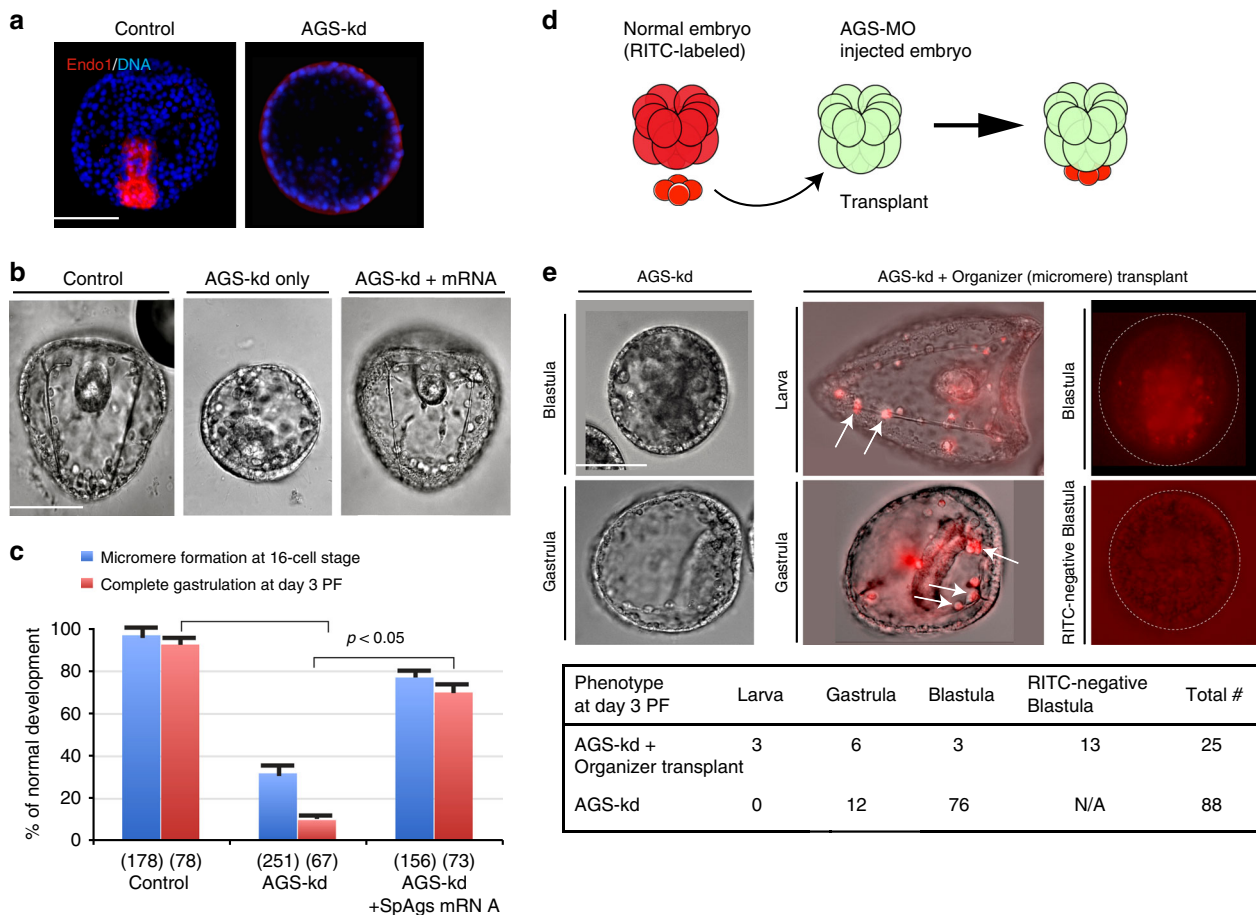 a
Control
AGS-kd
Endo1/DNA
b
Control
AGS-kd only
AGS-kd + mRNA
c
Micromere formation at 16-cell stage
Complete gastrulation at day 3 PF
% of normal development
100
80
60
40
20
0
p < 0.05
(178) (78)
Control
(251) (67)
AGS-kd
(156) (73)
AGS-kd
+SpAgs mRN A
d
Normal embryo
(RITC-labeled)
AGS-MO
injected embryo
Transplant
e
AGS-kd
AGS-kd + Organizer (micromere) transplant
Blastula
Larva
Blastula
Gastrula
Gastrula
RITC-negative Blastula
Phenotype
at day 3 PF
Larva
Gastrula
Blastula
RITC-negative
Blastula
Total #
AGS-kd +
Organizer transplant
3
6
3
13
25
AGS-kd
0
12
76
N/A
88